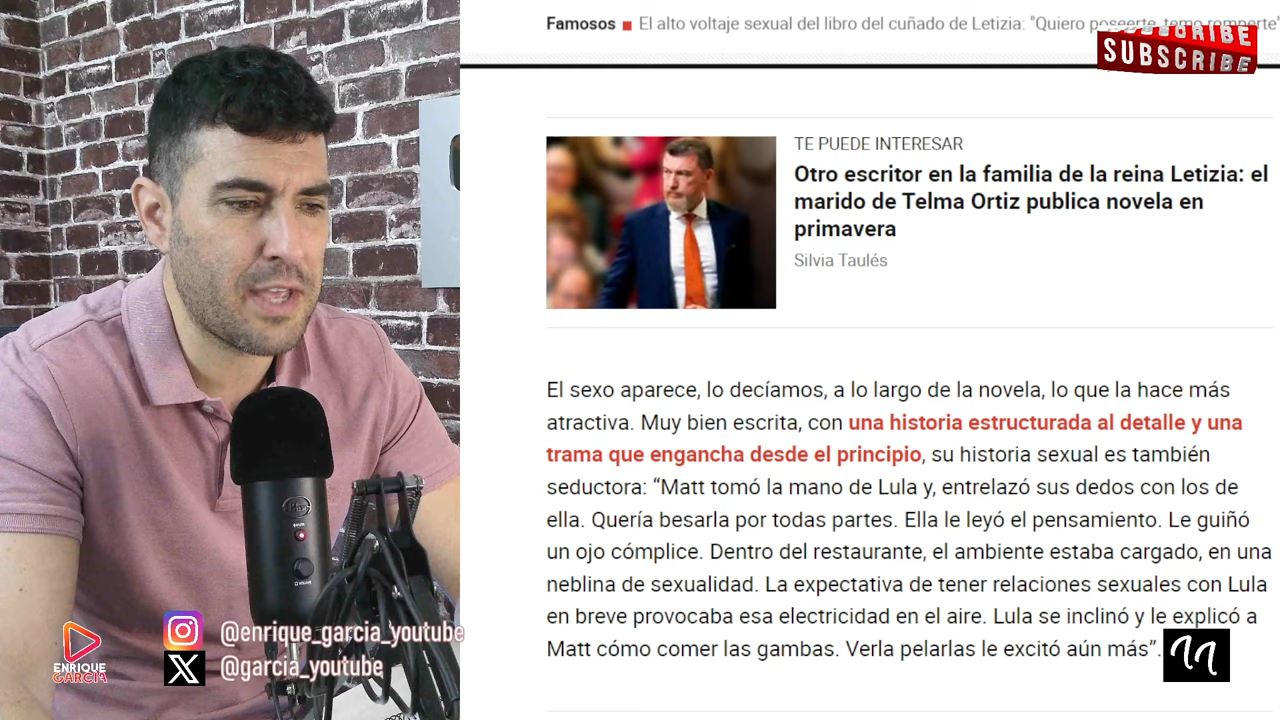 Famosos ■ El alto voltaje sexual del libro del cuñado de Letizia: "Quiero poseerte, temo romperte"
SUBSCRIBE
SUBSCRIBE
TE PUEDE INTERESAR
Otro escritor en la familia de la reina Letizia: el
marido de Telma Ortiz publica novela en
primavera
Silvia Taulés
El sexo aparece, lo decíamos, a lo largo de la novela, lo que la hace más
atractiva. Muy bien escrita, con una historia estructurada al detalle y una
trama que engancha desde el principio, su historia sexual es también
seductora: “Matt tomó la mano de Lula y, entrelazó sus dedos con los de
ella. Quería besarla por todas partes. Ella le leyó el pensamiento. Le guiñó
un ojo cómplice. Dentro del restaurante, el ambiente estaba cargado, en una
neblina de sexualidad. La expectativa de tener relaciones sexuales con Lula
en breve provocaba esa electricidad en el aire. Lula se inclinó y le explicó a
Matt cómo comer las gambas. Verla pelarlas le excitó aún más”.
ENRIQUE
GARCIA
@enrique_garcia_youtube
@garcia_youtube